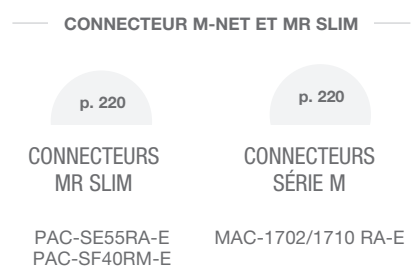 CONNECTEUR M-NET ET MR SLIM
p. 220
CONNECTEURS
MR SLIM
PAC-SE55RA-E
PAC-SF40RM-E
p. 220
CONNECTEURS
SÉRIE M
MAC-1702/1710 RA-E